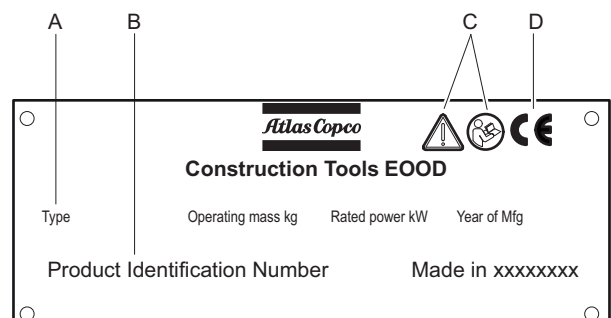 A B C D
Atlas Copco
CE
Construction Tools EOOD
Type Operating mass kg Rated power kW Year of Mfg
Product Identification Number Made in xxxxxxxx